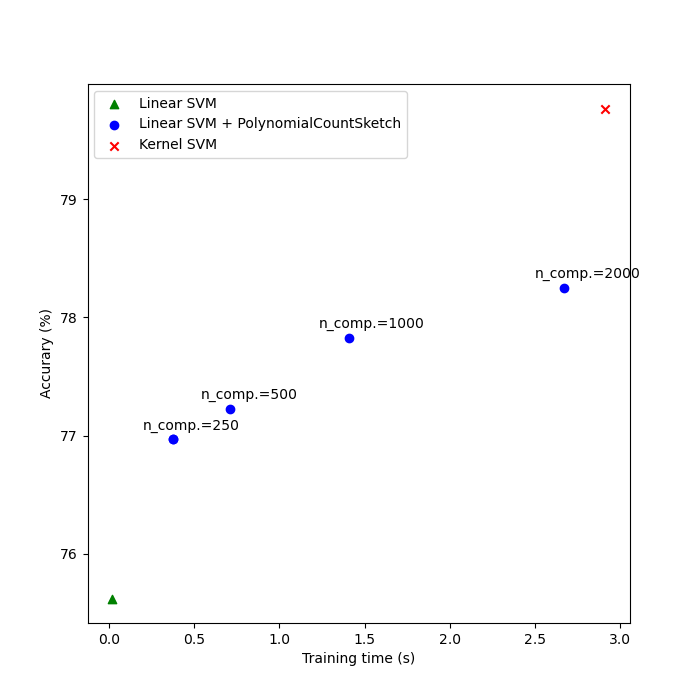 Linear SVM
Linear SVM + PolynomialCountSketch
Kernel SVM
79
n_comp.=2000
78
n_comp.=1000
n_comp.=500
n_comp.=250
77
76
Accurary (%)
0.0 0.5 1.0 1.5 2.0 2.5 3.0
Training time (s)